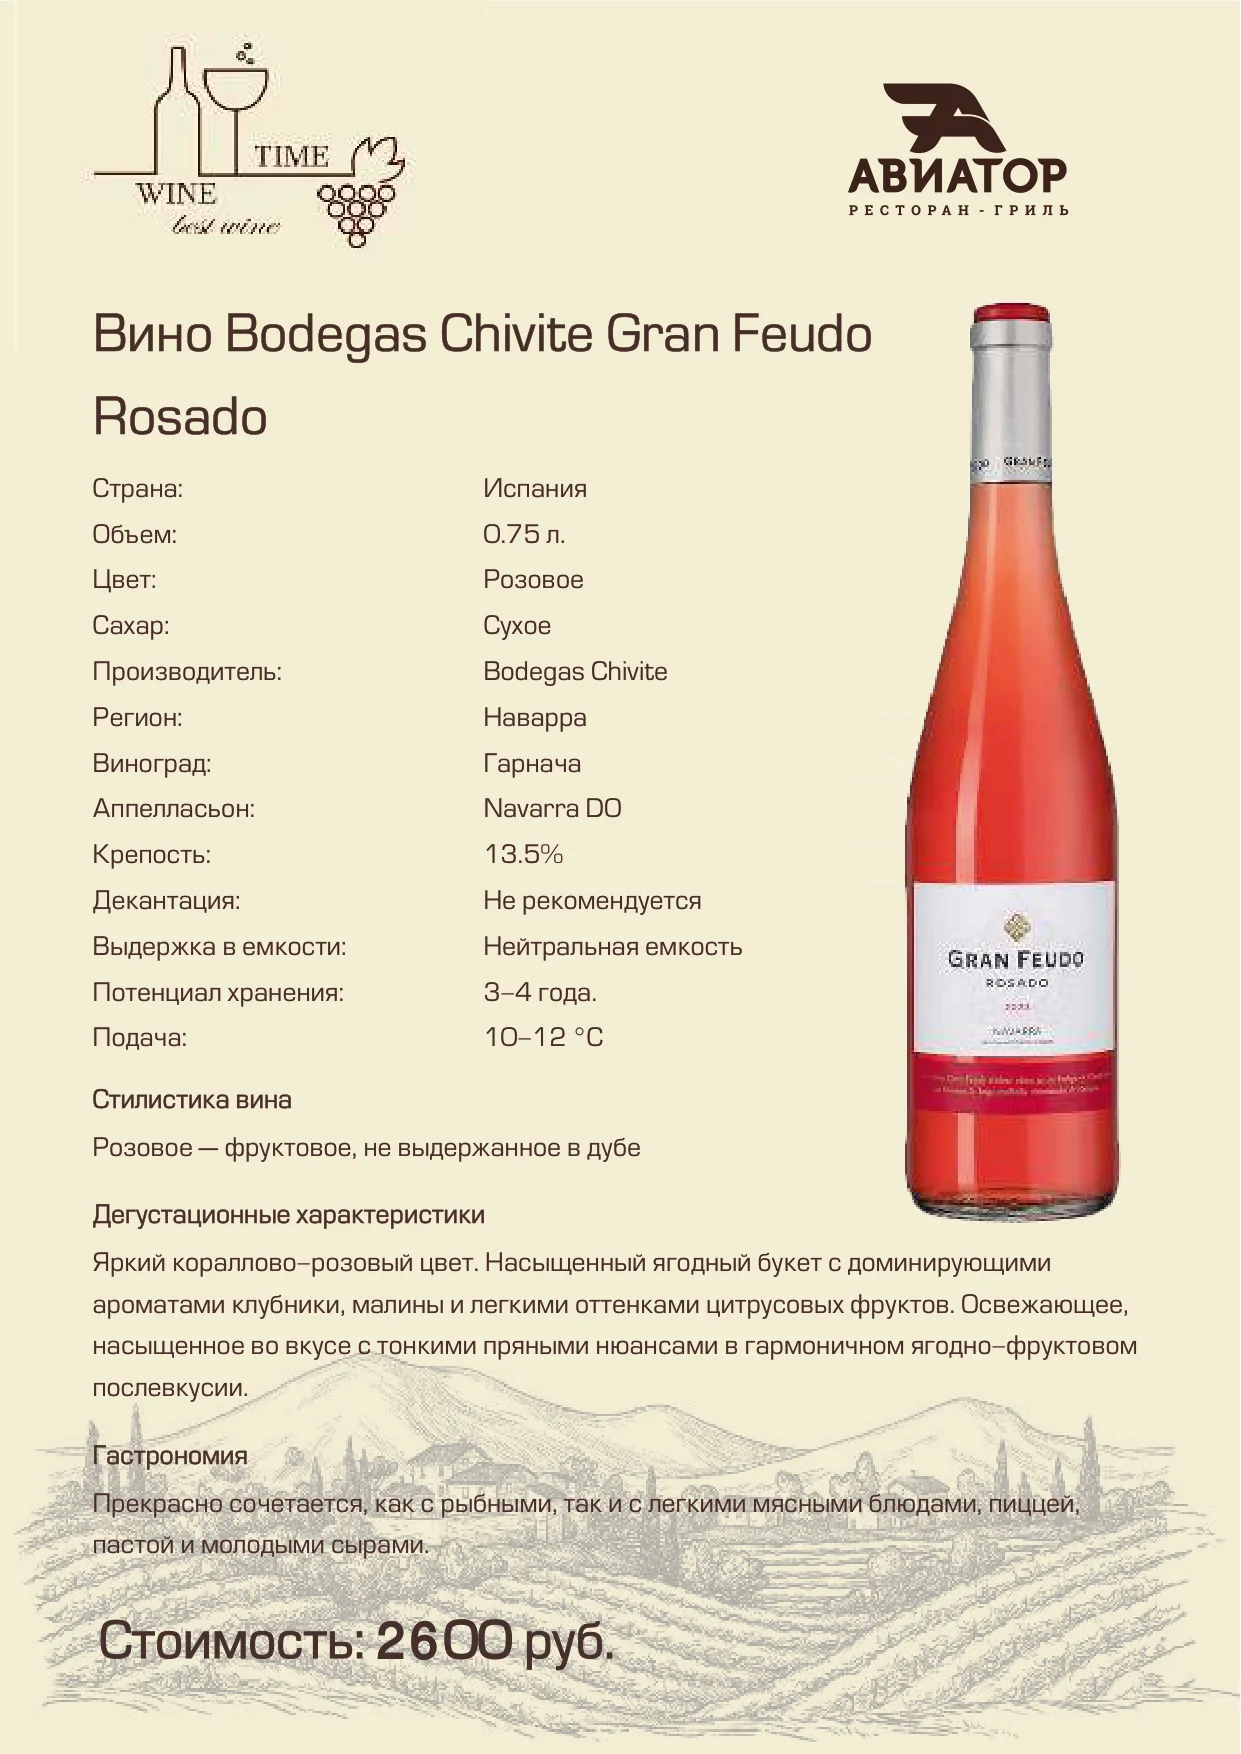 TIME
WINE
best wine
АВИАТОР
РЕСТОРАН - ГРИЛЬ
Вино Bodegas Chivite Gran Feudo
Rosado
Страна: Испания
Объем: 0.75 л.
Цвет: Розовое
Сахар: Сухое
Производитель: Bodegas Chivite
Регион: Наварра
Виноград: Гарнача
Аппелласьон: Navarra DO
Крепость: 13.5%
Декантация: Не рекомендуется
Выдержка в емкости: Нейтральная емкость
Потенциал хранения: 3–4 года.
Подача: 10–12 °C
GRAN FEUDO
ROSADO
NAVARRA
Стилистика вина
Розовое — фруктовое, не выдержанное в дубе
Дегустационные характеристики
Яркий кораллово–розовый цвет. Насыщенный ягодный букет с доминирующими
ароматами клубники, малины и легкими оттенками цитрусовых фруктов. Освежающее,
насыщенное во вкусе с тонкими пряными нюансами в гармоничном ягодно–фруктовом
послевкусии.
Гастрономия
Прекрасно сочетается, как с рыбными, так и с легкими мясными блюдами, пиццей,
пастой и молодыми сырами.
Стоимость: 2600 руб.